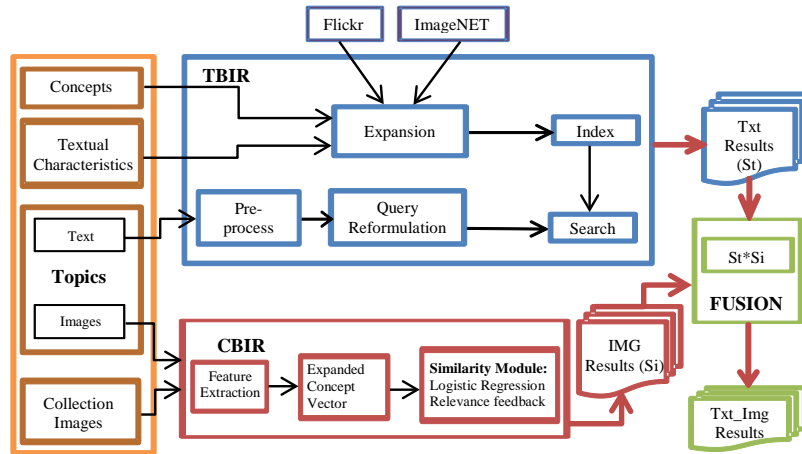 Flickr
ImageNET
TBIR
Concepts
Textual
Characteristics
Expansion
Index
Txt
Results
(St)
Text
Pre-
process
Query
Reformulation
Search
Topics
St*Si
FUSION
Images
CBIR
Feature
Extraction
Expanded
Concept
Vector
Similarity Module:
Logistic Regression
Relevance feedback
IMG
Results (Si)
Collection
Images
Txt_Img
Results